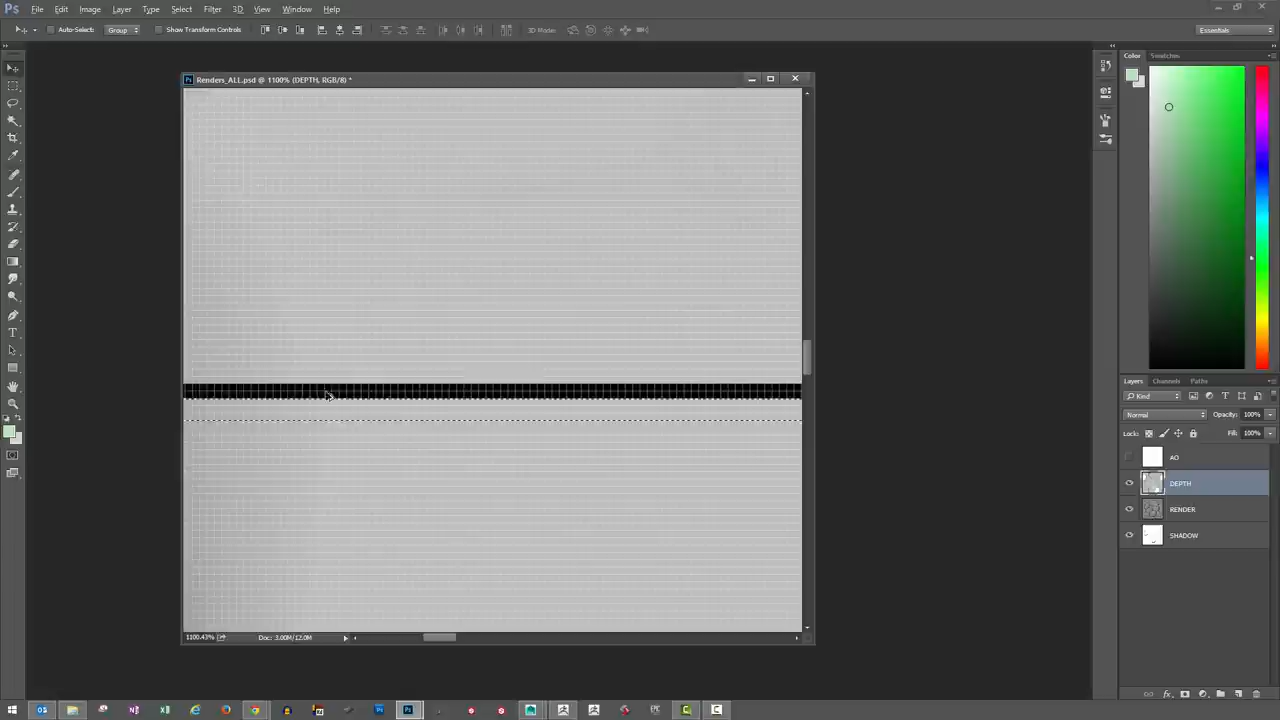 Ps File Edit Image Layer Type Select Filter 3D View Window Help
Auto-Select: Group Show Transform Controls 3D Mode: Essentials
Renders_ALL.psd @ 1100% (DEPTH, RGB/8) *
Color Swatches
Layers Channels Paths
Kind
Normal Opacity: 100%
Lock: Fill: 100%
AO
DEPTH
RENDER
SHADOW
1100.43% Doc: 3.00M/12.0M